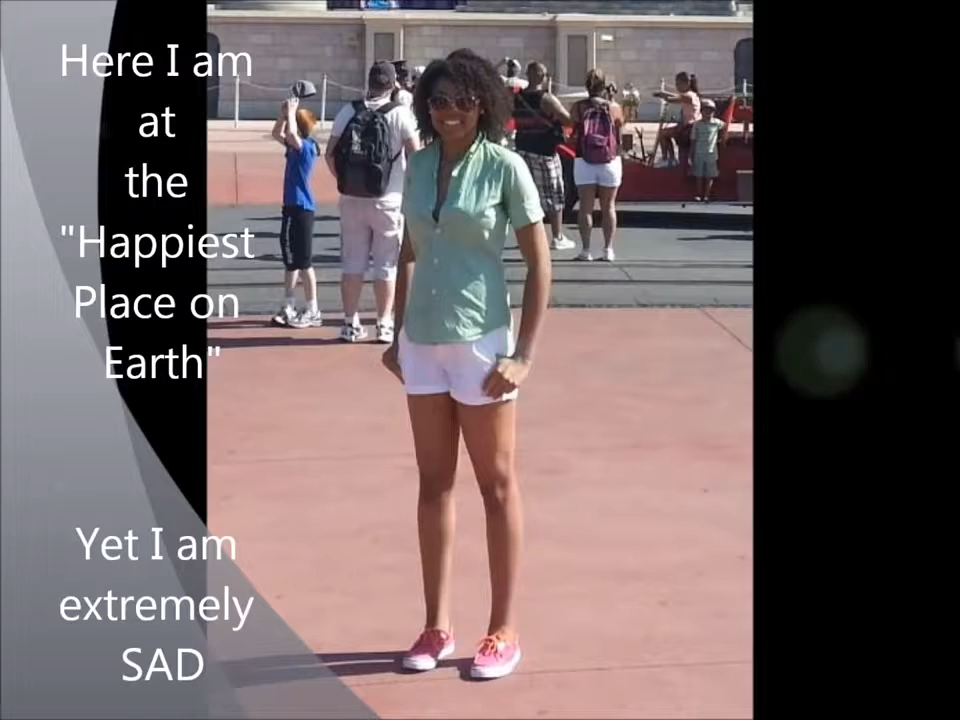 Here I am
at
the
"Happiest
Place on
Earth"
Yet I am
extremely
SAD